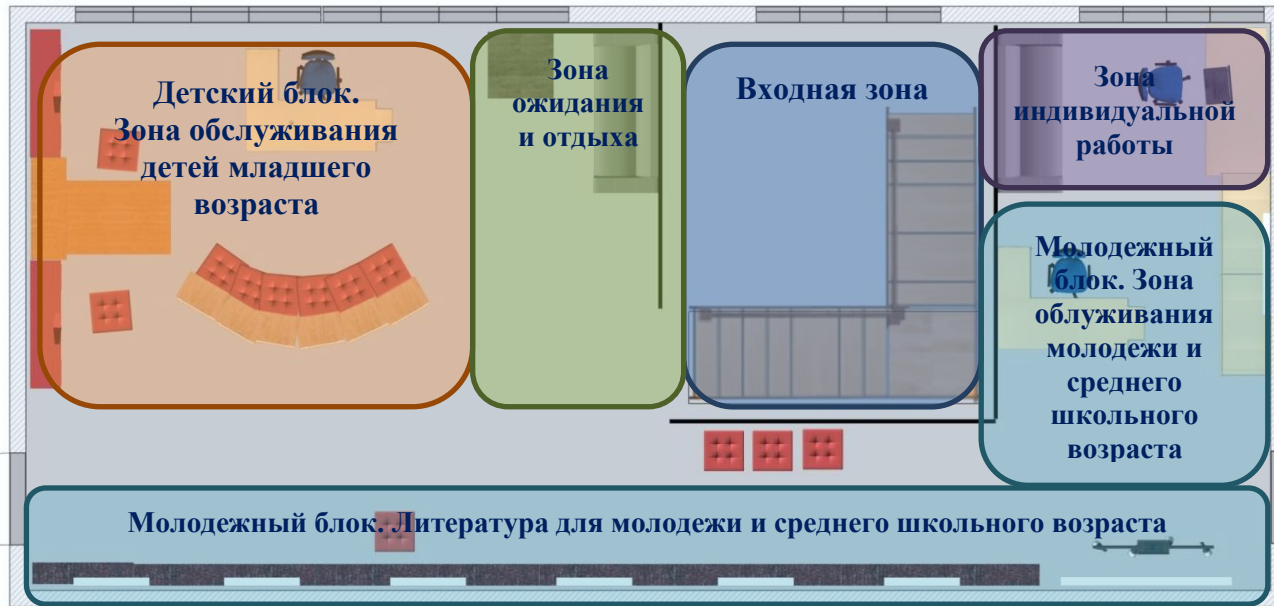 Детский блок.
Зона обслуживания
детей младшего
возраста
Зона
ожидания
и отдыха
Входная зона
Зона
индивидуальной
работы
Молодежный
блок. Зона
облуживания
молодежи и
среднего
школьного
возраста
Молодежный блок. Литература для молодежи и среднего школьного возраста